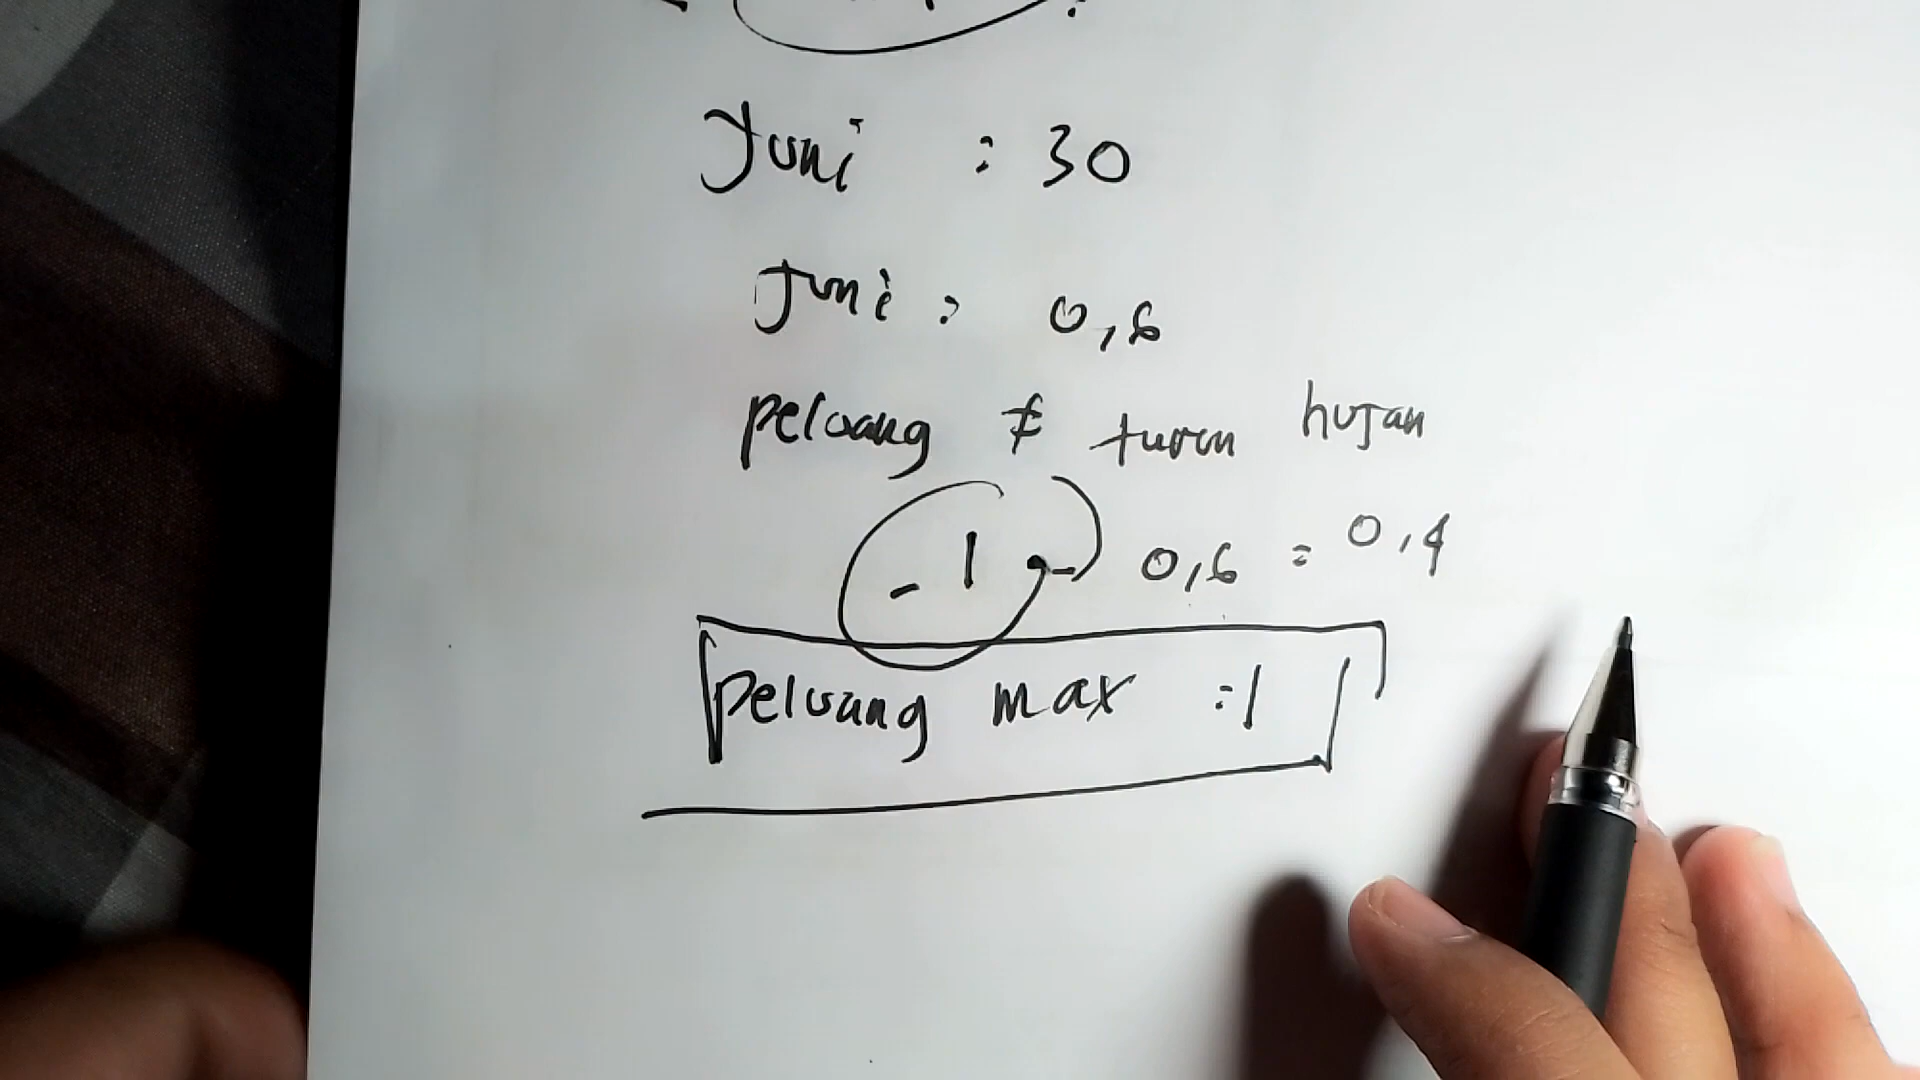 Juni : 30
Juni : 0,6
peluang ≠ turun hujan
- 1 - 0,6 = 0,4
peluang max : 1